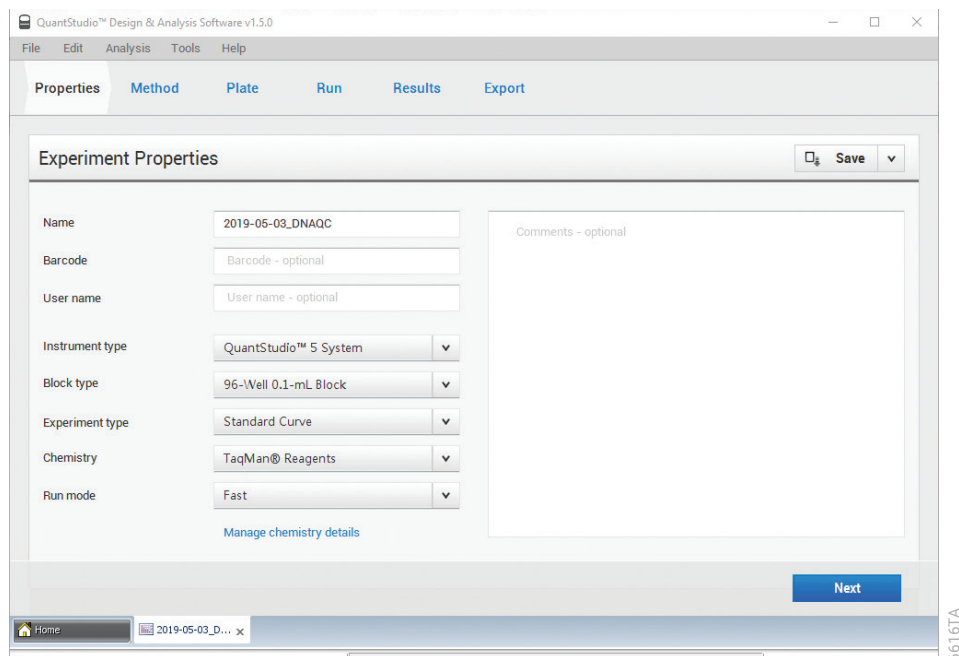 QuantStudio™ Design & Analysis Software v1.5.0
File Edit Analysis Tools Help
Properties Method Plate Run Results Export
Experiment Properties
Save
Name 2019-05-03_DNAQC
Comments - optional
Barcode Barcode - optional
User name User name - optional
Instrument type QuantStudio™ 5 System
Block type 96-Well 0.1-mL Block
Experiment type Standard Curve
Chemistry TaqMan® Reagents
Run mode Fast
Manage chemistry details
Next
Home 2019-05-03_D...